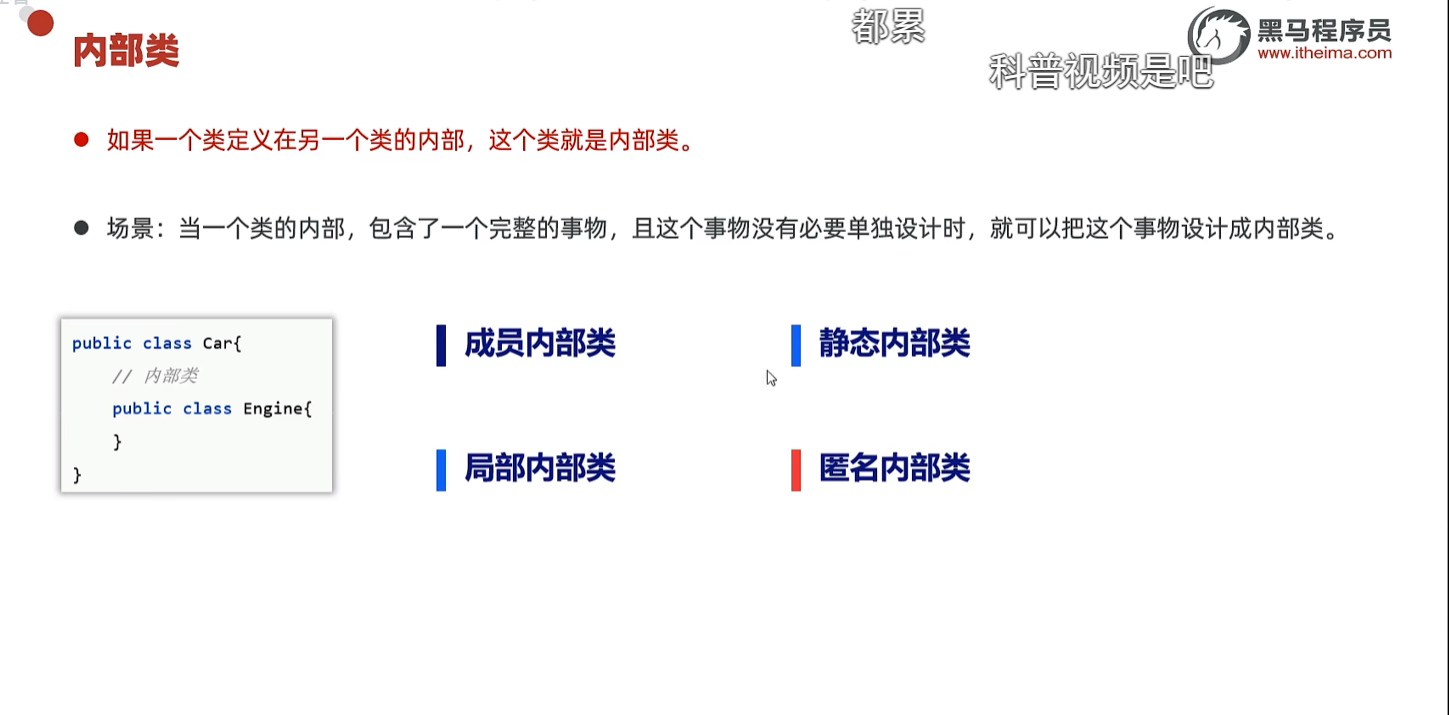 都累
黑马程序员
www.itheima.com
科普视频是吧
内部类
如果一个类定义在另一个类的内部，这个类就是内部类。
场景：当一个类的内部，包含了一个完整的事物，且这个事物没有必要单独设计时，就可以把这个事物设计成内部类。
public class Car{
// 内部类
public class Engine{
}
}
成员内部类
静态内部类
局部内部类
匿名内部类